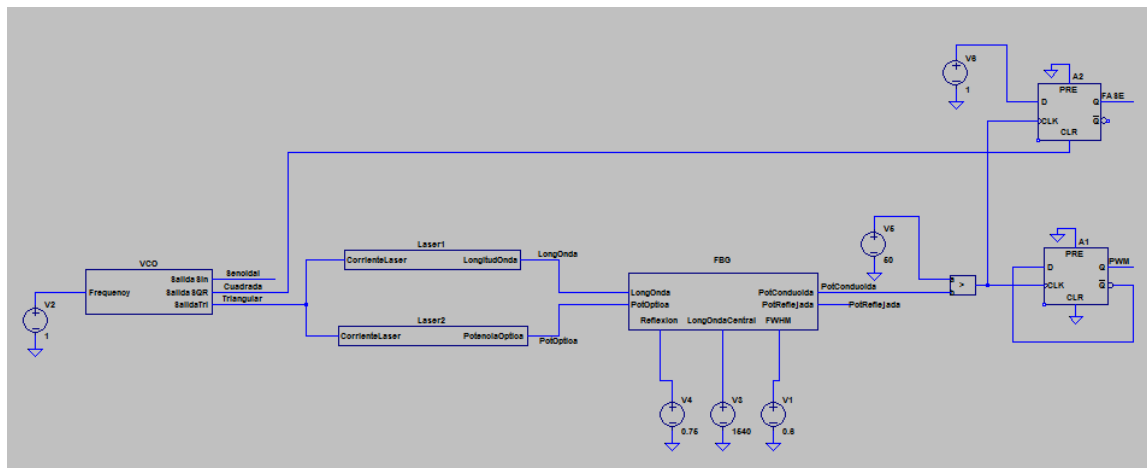 V6
1
A2
PRE
D
Q
FASE
CLK
Q
CLR
VCO
Frequency
Salida Sin
Salida SQR
SalidaTri
Senoidal
Cuadrada
Triangular
V2
1
Laser1
CorrienteLaser
LongitudOnda
LongOnda
Laser2
CorrienteLaser
PotenciaOptica
PotOptica
FBG
LongOnda
PotOptica
PotConducida
PotReflejada
Reflexion
LongOndaCentral
FWHM
PotConducida
PotReflejada
V5
50
>
A1
PRE
D
Q
PWM
CLK
Q
CLR
V4
0.75
V3
1540
V1
0.6